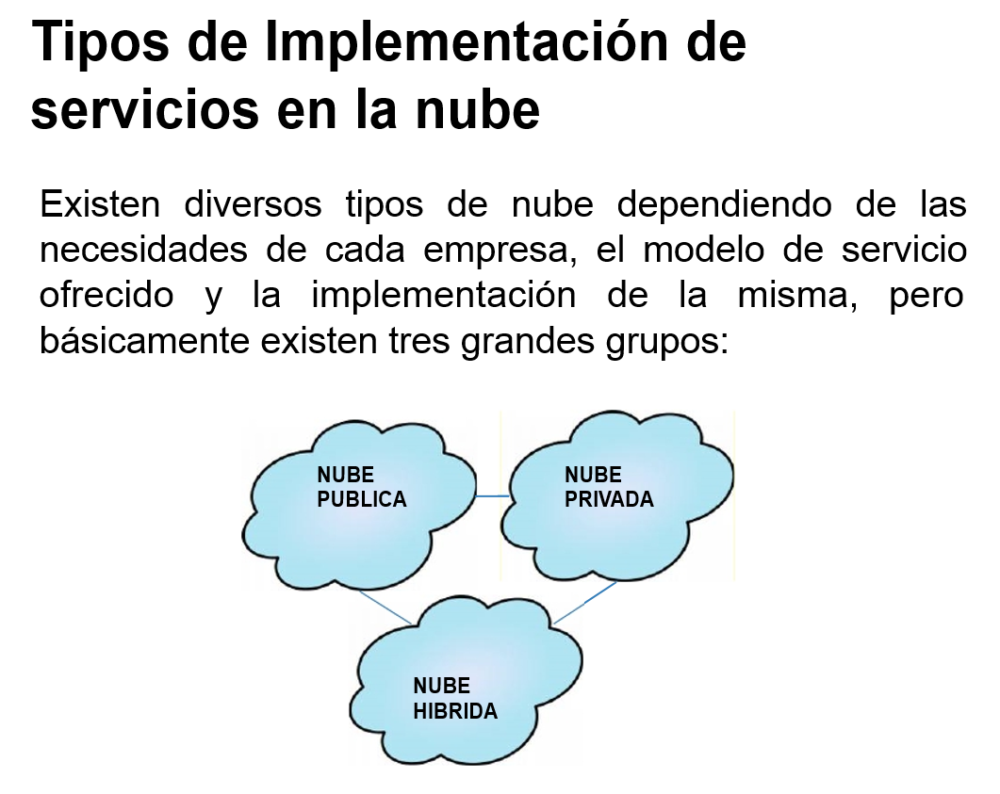 Tipos de Implementación de
servicios en la nube
Existen diversos tipos de nube dependiendo de las
necesidades de cada empresa, el modelo de servicio
ofrecido y la implementación de la misma, pero
básicamente existen tres grandes grupos:
NUBE
PUBLICA
NUBE
PRIVADA
NUBE
HIBRIDA